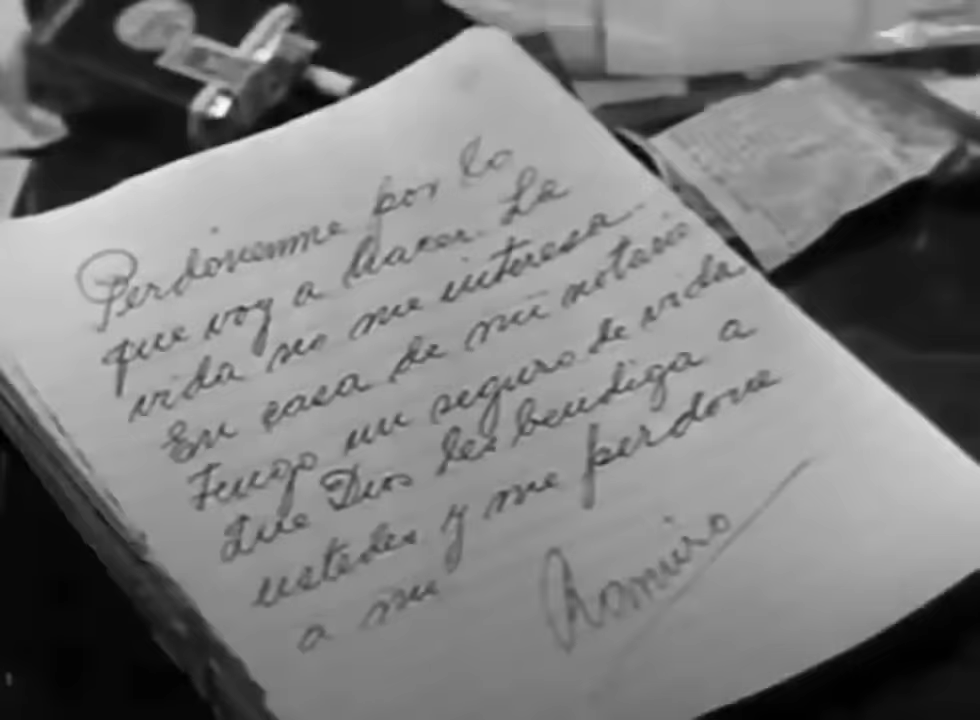 Perdónenme por lo
que voy a hacer. La
vida no me interesa.
En casa de mi notario
Tengo un seguro de vida
Que Dios les bendiga a
ustedes y me perdone
a mi
Ramiro